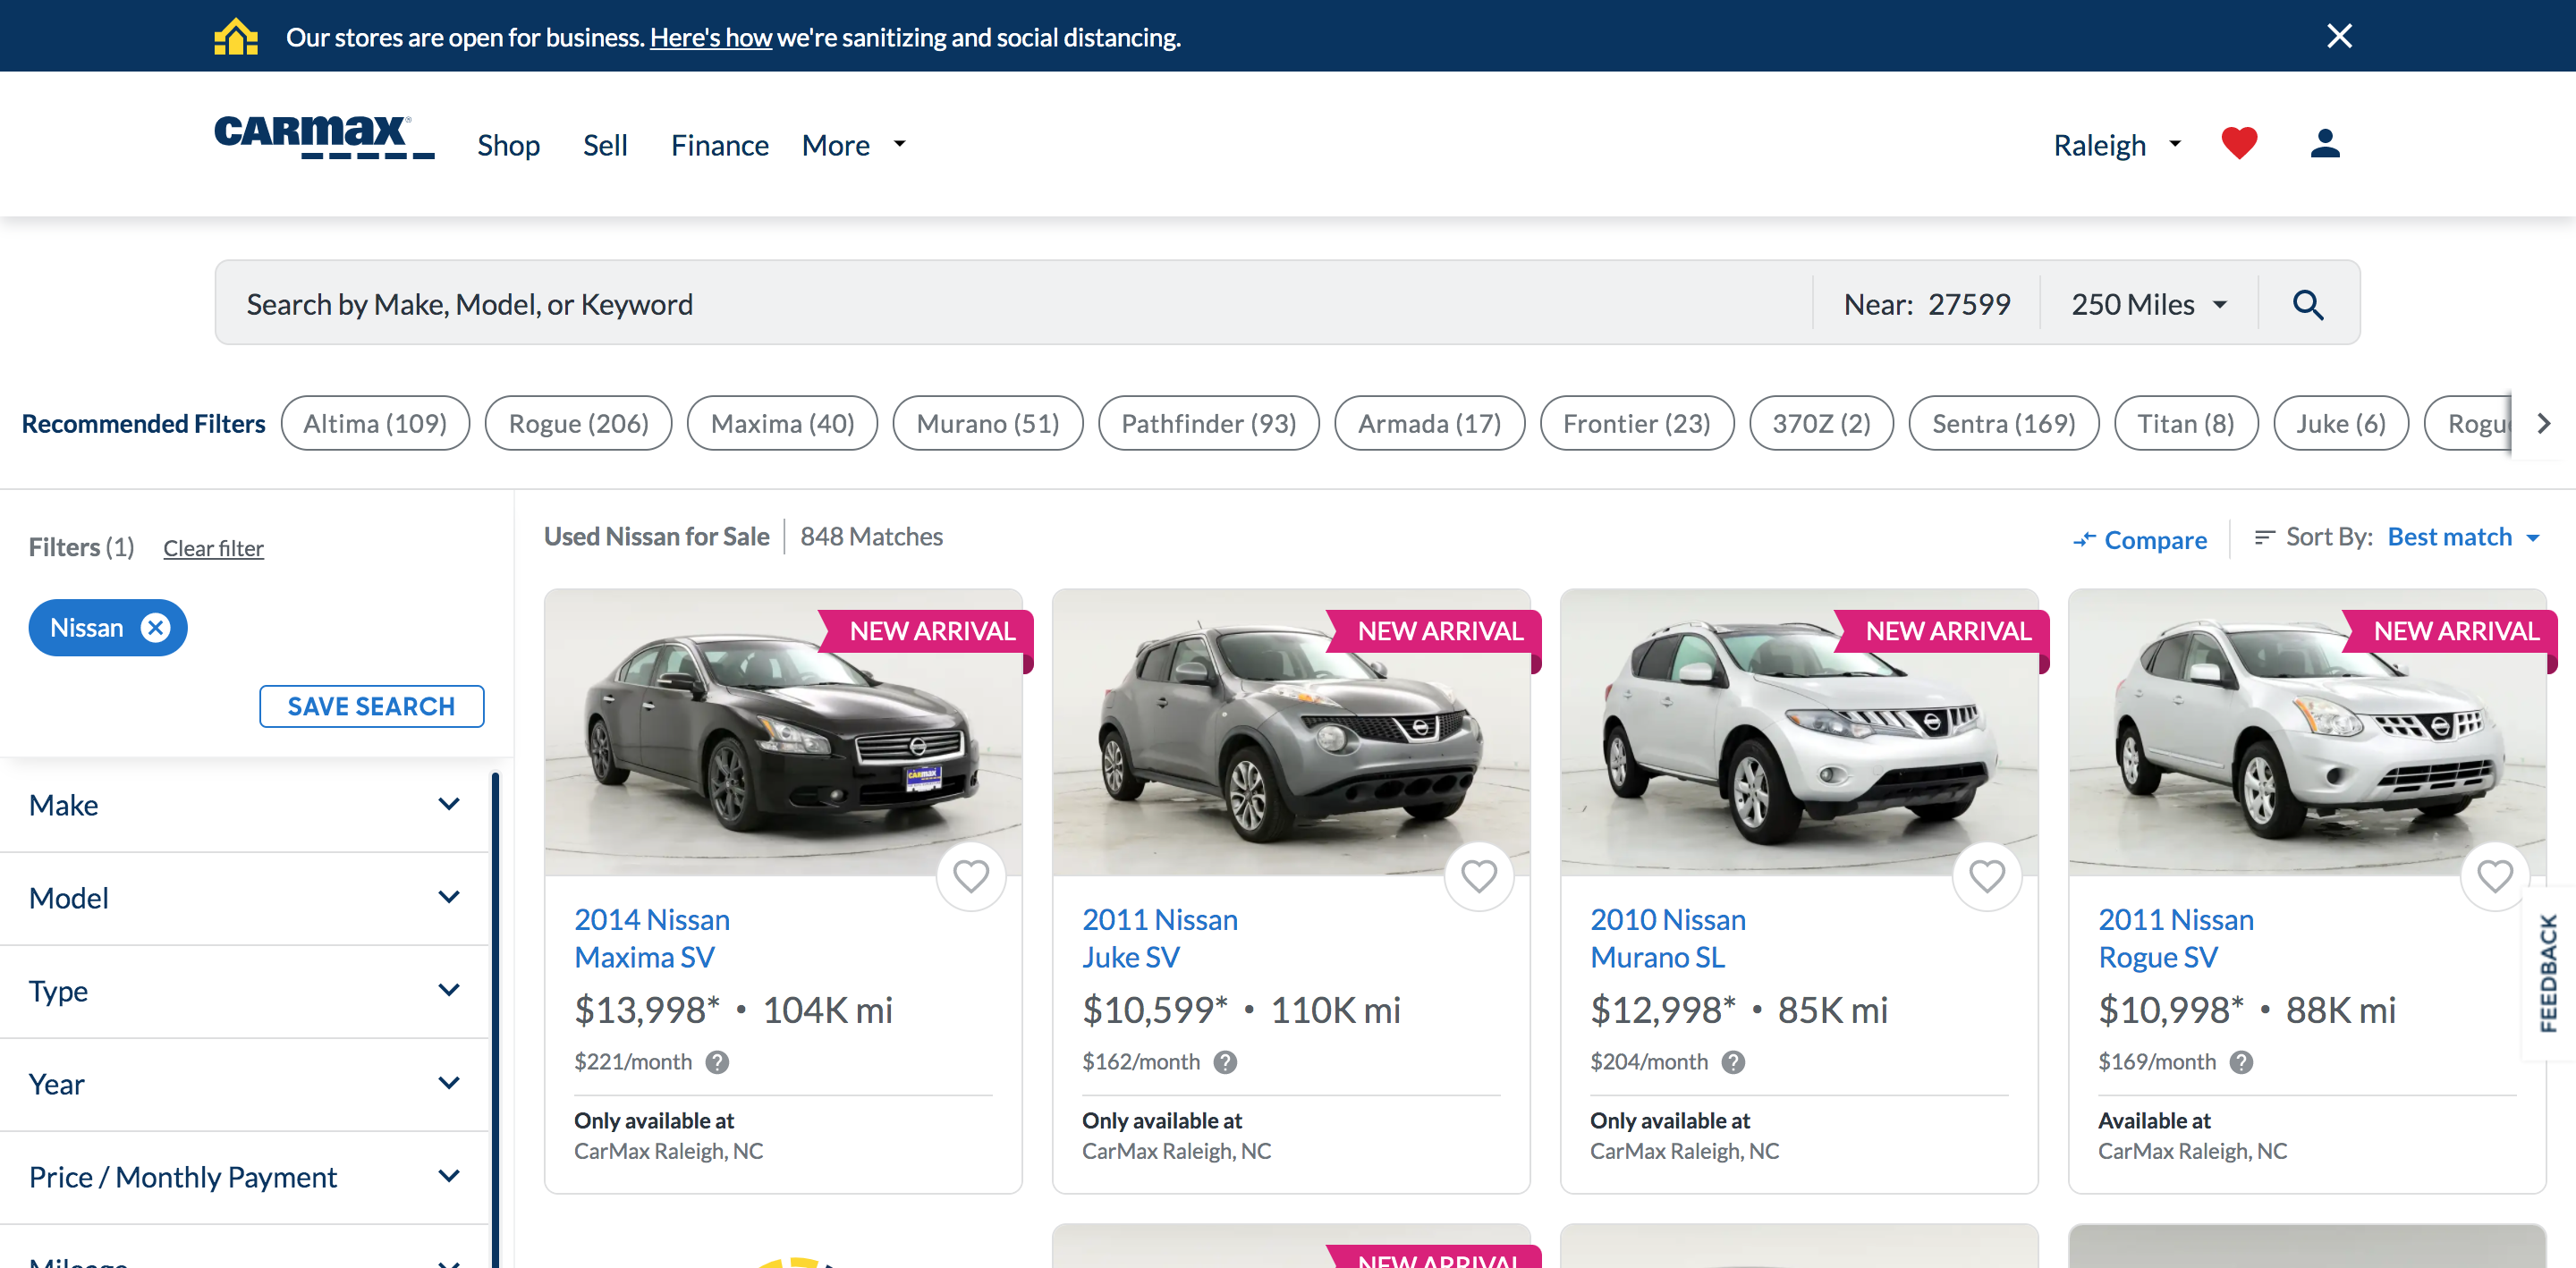 Our stores are open for business. Here's how we're sanitizing and social distancing.
CARMAX
Shop Sell Finance More
Raleigh
Search by Make, Model, or Keyword
Near: 27599
250 Miles
Recommended Filters
Altima (109)
Rogue (206)
Maxima (40)
Murano (51)
Pathfinder (93)
Armada (17)
Frontier (23)
370Z (2)
Sentra (169)
Titan (8)
Juke (6)
Filters (1) Clear filter
Nissan
SAVE SEARCH
Make
Model
Type
Year
Price / Monthly Payment
Mileage
Used Nissan for Sale 848 Matches
Compare
Sort By: Best match
NEW ARRIVAL
CARMAX
2014 Nissan
Maxima SV
$13,998* • 104K mi
$221/month ?
Only available at
CarMax Raleigh, NC
NEW ARRIVAL
2011 Nissan
Juke SV
$10,599* • 110K mi
$162/month ?
Only available at
CarMax Raleigh, NC
NEW ARRIVAL
2010 Nissan
Murano SL
$12,998* • 85K mi
$204/month ?
Only available at
CarMax Raleigh, NC
NEW ARRIVAL
2011 Nissan
Rogue SV
$10,998* • 88K mi
$169/month ?
Available at
CarMax Raleigh, NC
NEW ARRIVAL
FEEDBACK